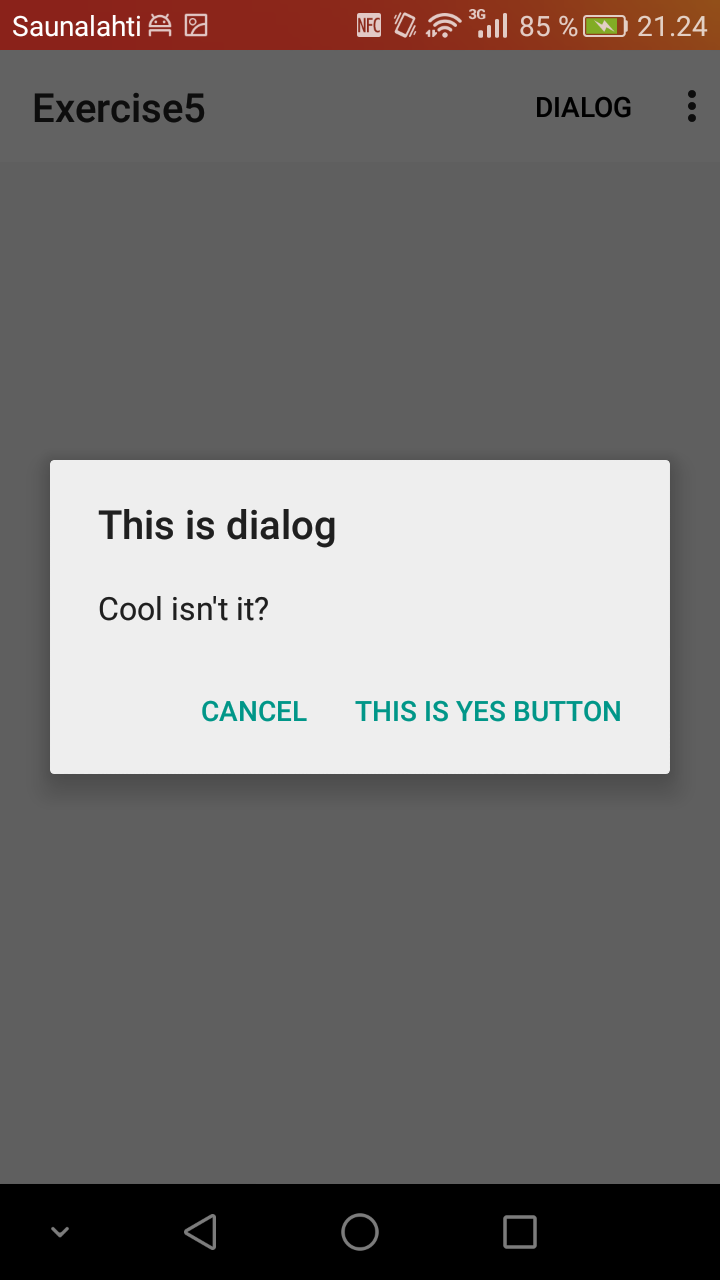 Saunalahti NFC 3G 85 % 21.24
Exercise5 DIALOG
This is dialog
Cool isn't it?
CANCEL THIS IS YES BUTTON